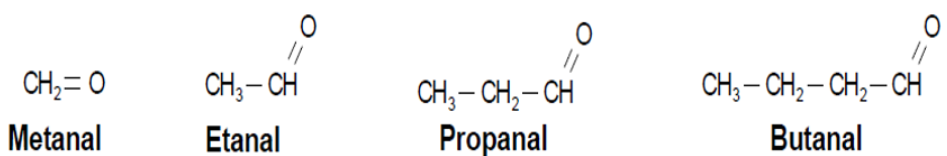 O O O
CH₂=O CH₃-CH CH₃-CH₂-CH CH₃-CH₂-CH₂-CH
Metanal Etanal Propanal Butanal